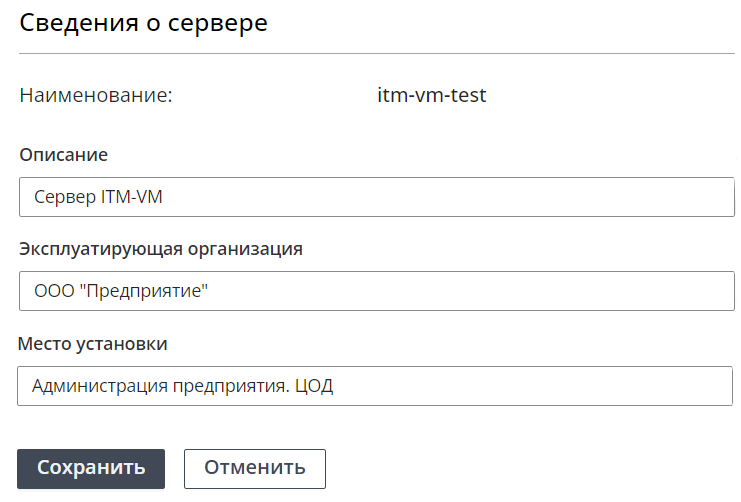 Сведения о сервере
Наименование: itm-vm-test
Описание
Сервер ITM-VM
Эксплуатирующая организация
ООО "Предприятие"
Место установки
Администрация предприятия. ЦОД
Сохранить Отменить